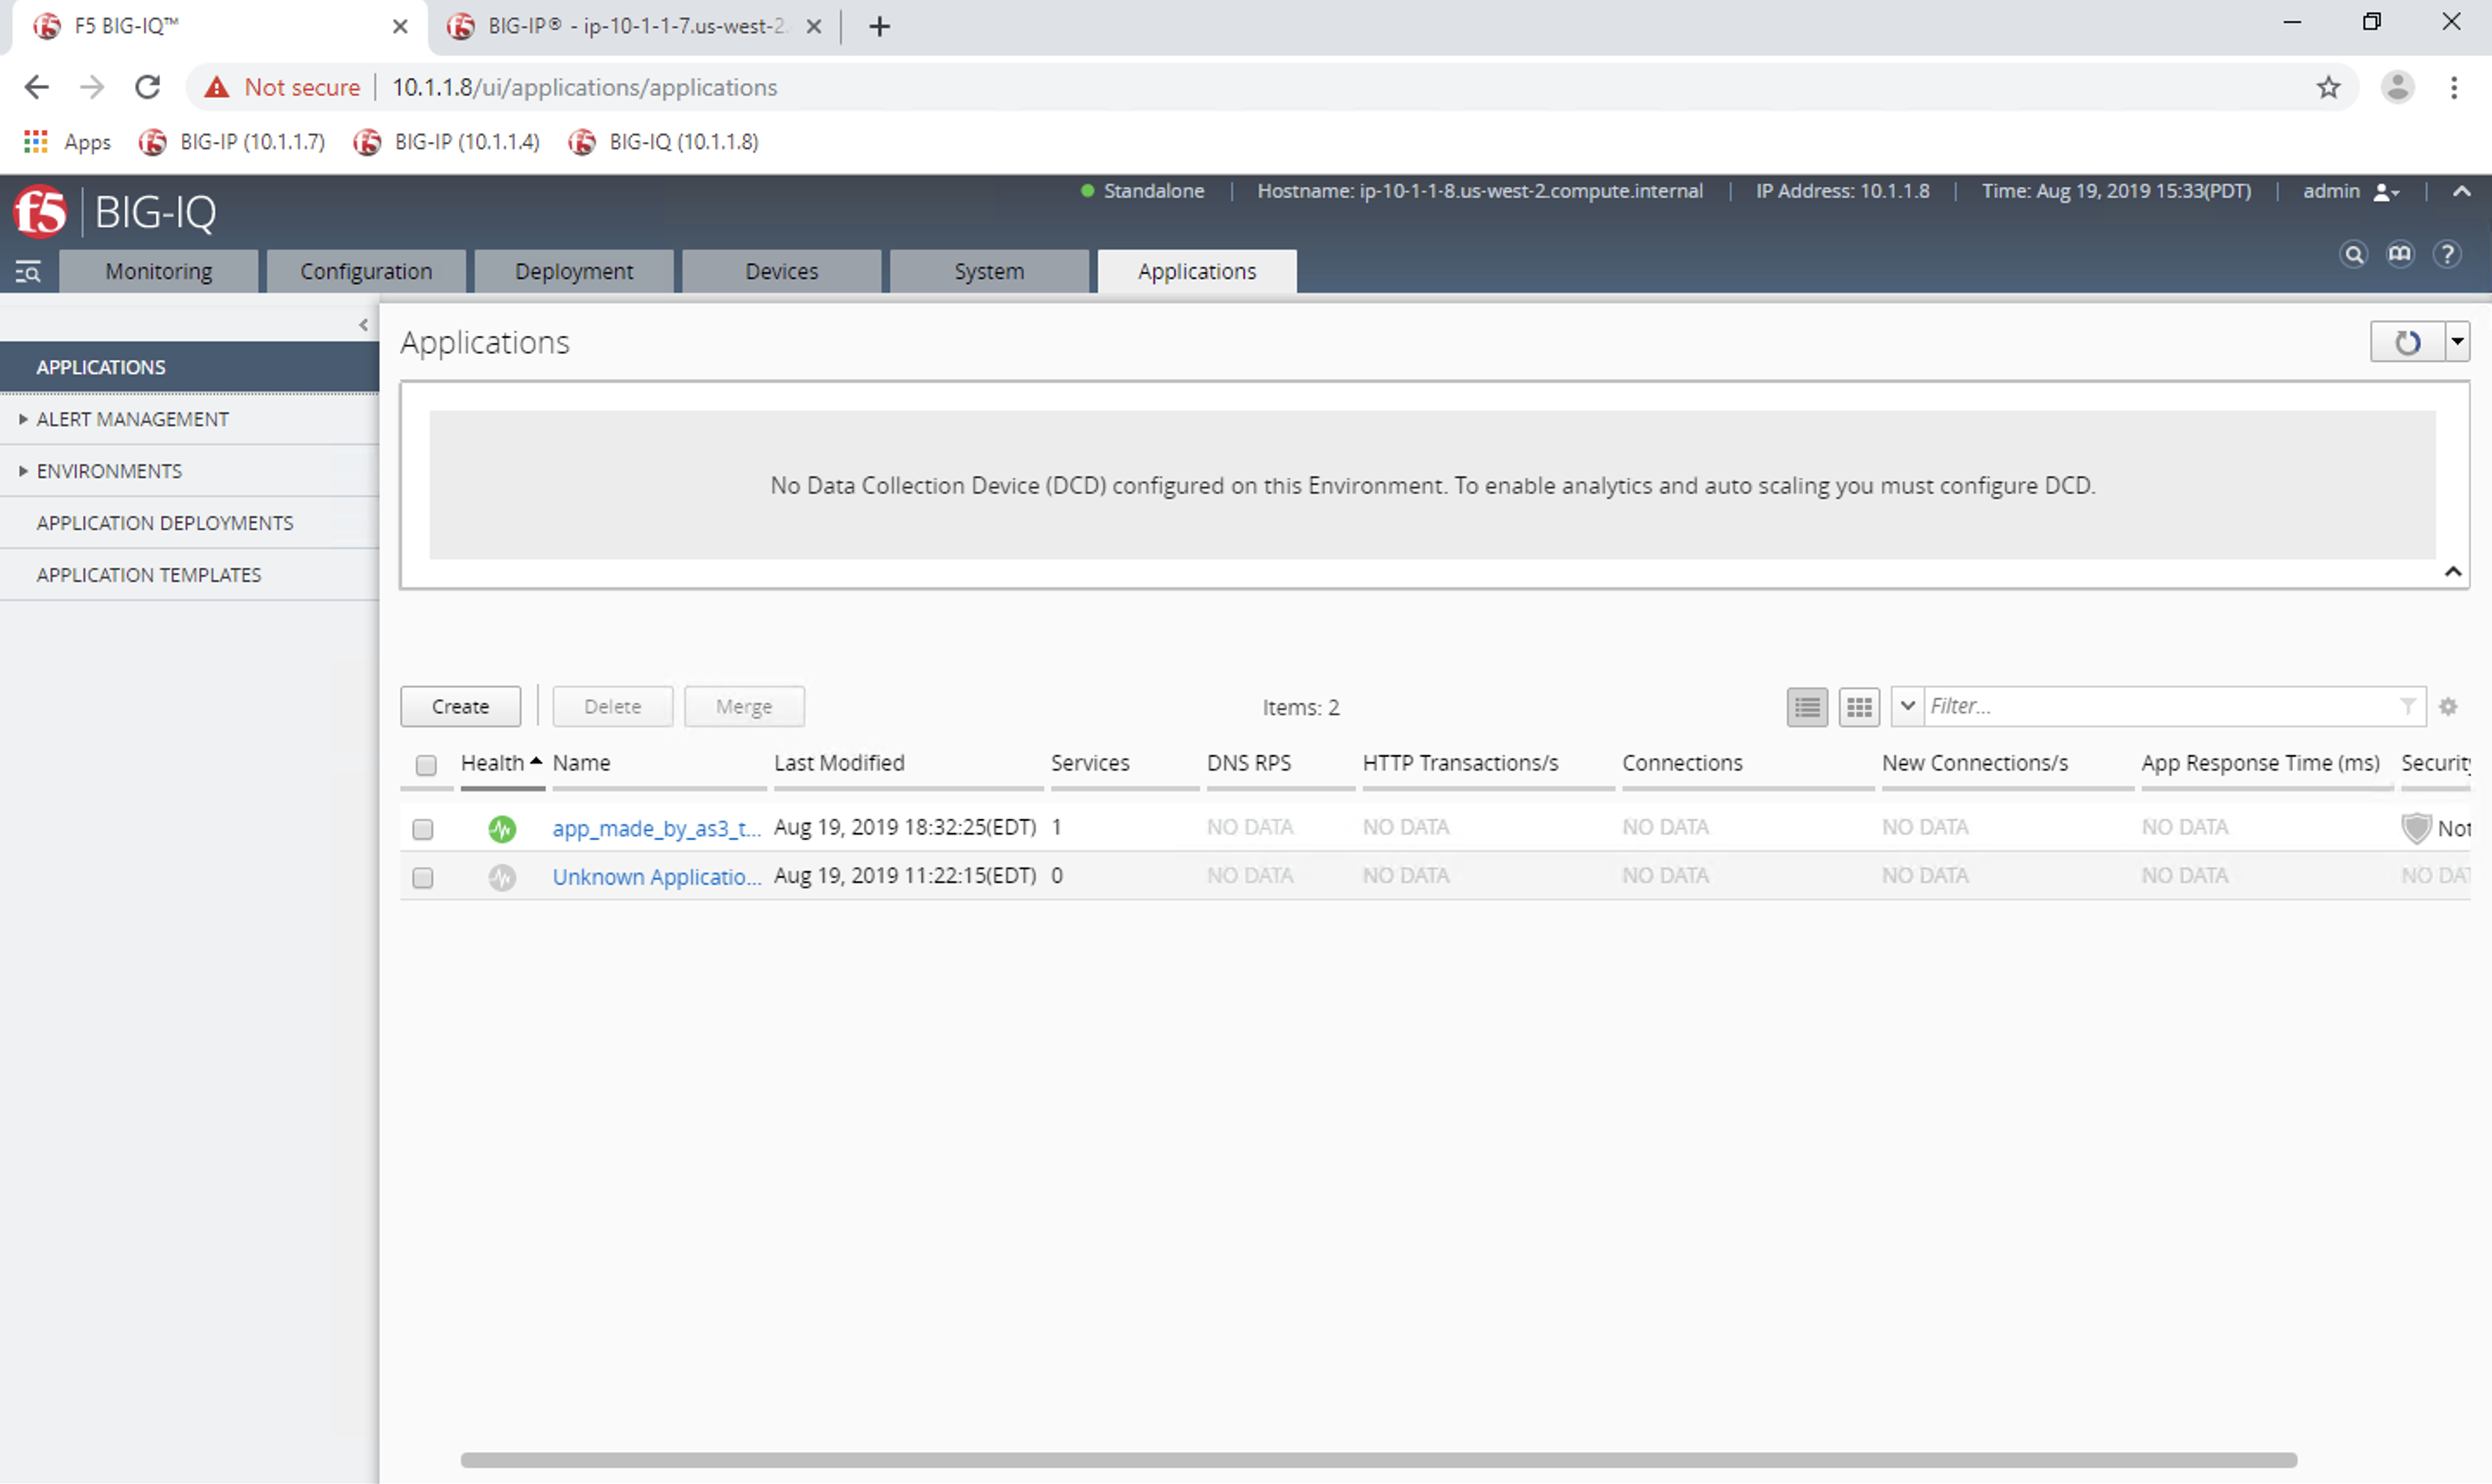 F5 BIG-IQ™
BIG-IP® - ip-10-1-1-7.us-west-2.
Not secure
10.1.1.8/ui/applications/applications
Apps
BIG-IP (10.1.1.7)
BIG-IP (10.1.1.4)
BIG-IQ (10.1.1.8)
f5 BIG-IQ
Standalone
Hostname: ip-10-1-1-8.us-west-2.compute.internal
IP Address: 10.1.1.8
Time: Aug 19, 2019 15:33(PDT)
admin
Monitoring
Configuration
Deployment
Devices
System
Applications
APPLICATIONS
ALERT MANAGEMENT
ENVIRONMENTS
APPLICATION DEPLOYMENTS
APPLICATION TEMPLATES
Applications
No Data Collection Device (DCD) configured on this Environment. To enable analytics and auto scaling you must configure DCD.
Create
Delete
Merge
Items: 2
Filter...
Health Name Last Modified Services DNS RPS HTTP Transactions/s Connections New Connections/s App Response Time (ms) Security
app_made_by_as3_t... Aug 19, 2019 18:32:25(EDT) 1 NO DATA NO DATA NO DATA NO DATA NO DATA Not
Unknown Applicatio... Aug 19, 2019 11:22:15(EDT) 0 NO DATA NO DATA NO DATA NO DATA NO DATA NO DAT